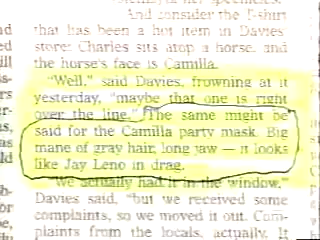 And consider the T-shirt
that has been a hot item in Davies'
store: Charles sits atop a horse, and
the horse's face is Camilla.
"Well," said Davies, frowning at it
yesterday, "maybe that one is right
over the line." The same might be
said for the Camilla party mask. Big
mane of gray hair, long jaw — it looks
like Jay Leno in drag.
"We actually had it in the window,"
Davies said, "but we received some
complaints, so we moved it out. Com-
plaints from the locals, actually. It